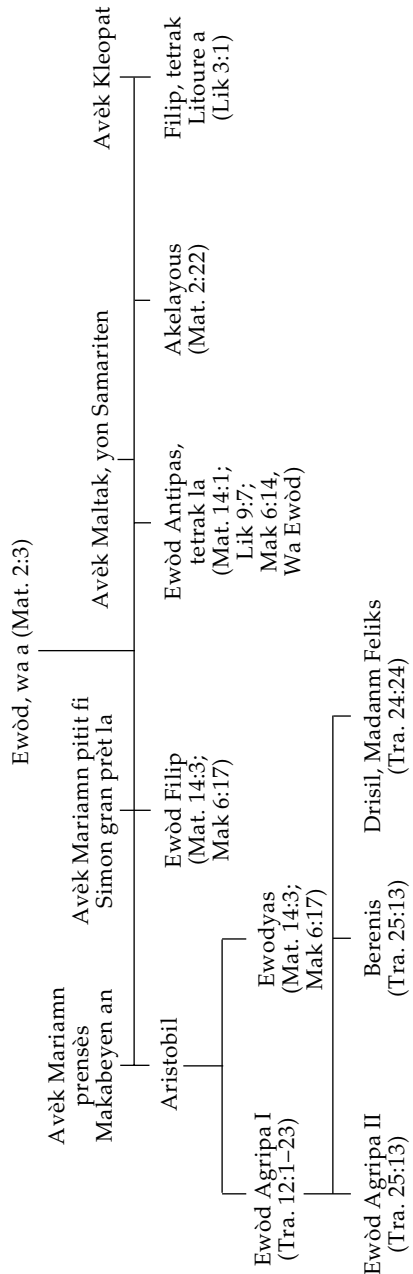 Ewòd, wa a (Mat. 2:3)
Avèk Mariamn
prensès
Makabeyen an
Avèk Mariamn pitit fi
Simon gran prèt la
Avèk Maltak, yon Samariten
Avèk Kleopat
Aristobil
Ewòd Filip
(Mat. 14:3;
Mak 6:17)
Ewòd Antipas,
tetrak la
(Mat. 14:1;
Lik 9:7;
Mak 6:14,
Wa Ewòd)
Akelayous
(Mat. 2:22)
Filip, tetrak
Litoure a
(Lik 3:1)
Ewòd Agripa I
(Tra. 12:1–23)
Ewodyas
(Mat. 14:3;
Mak 6:17)
Ewòd Agripa II
(Tra. 25:13)
Berenis
(Tra. 25:13)
Drisil, Madanm Feliks
(Tra. 24:24)